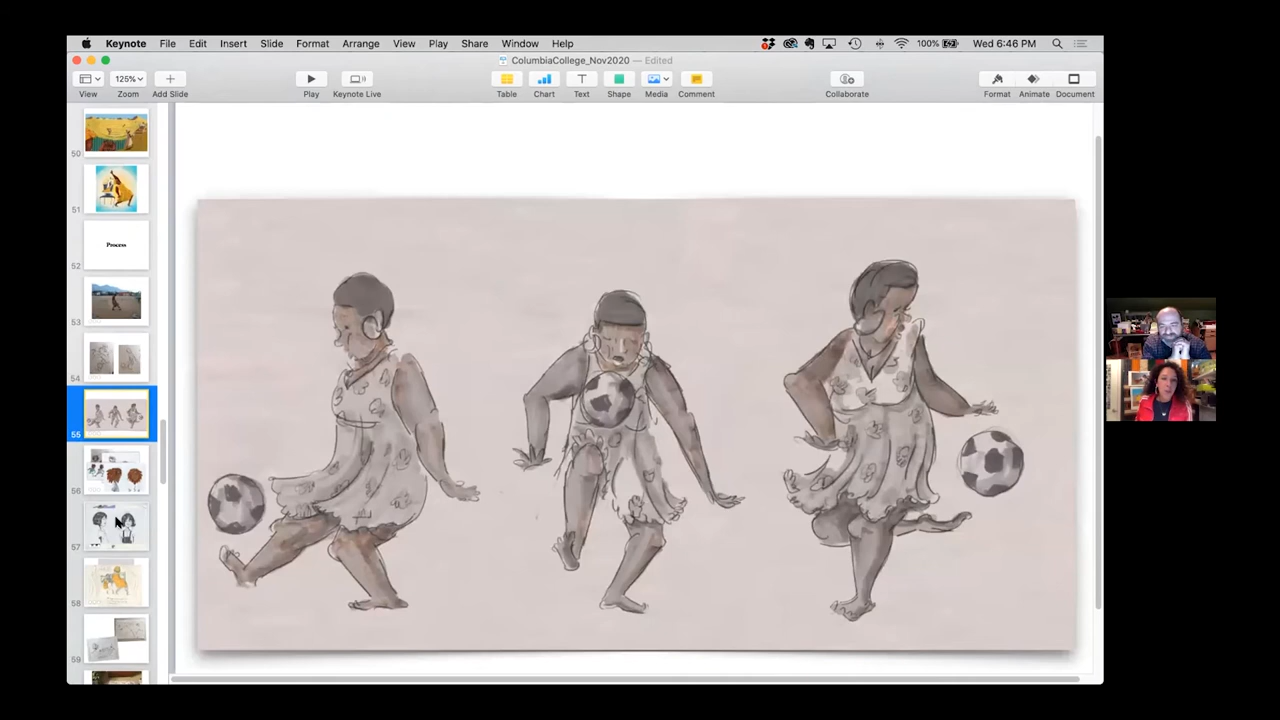 Keynote File Edit Insert Slide Format Arrange View Play Share Window Help 100% Wed 6:46 PM
ColumbiaCollege_Nov2020 — Edited
125%
View Zoom Add Slide Play Keynote Live Table Chart Text Shape Media Comment Collaborate Format Animate Document
50
51
Process
52
53
54
55
56
57
58
59